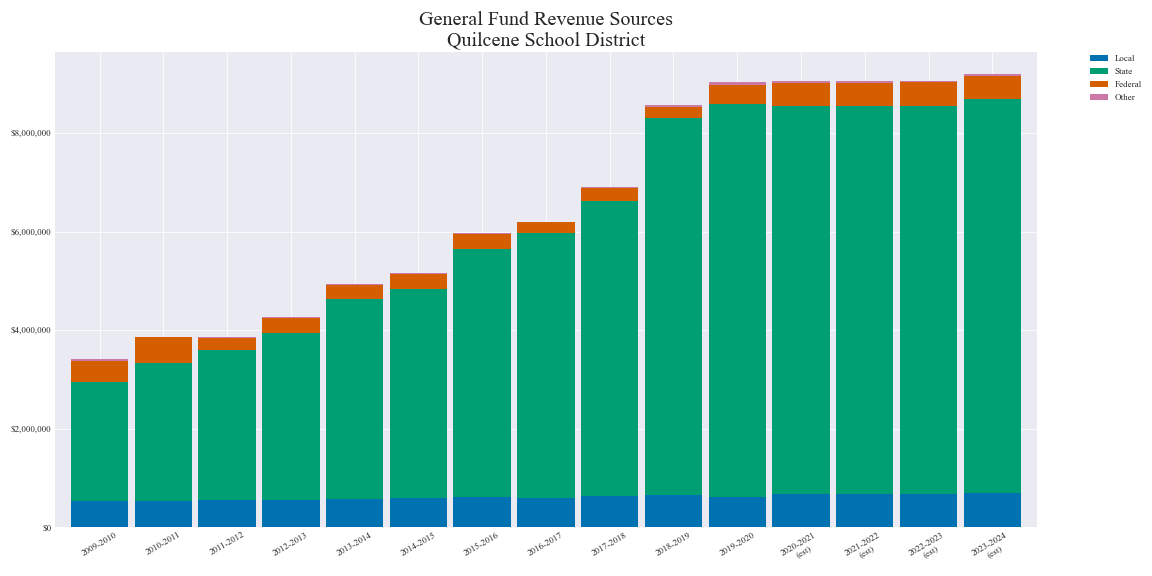 General Fund Revenue Sources
Quilcene School District
Local
State
Federal
Other
$8,000,000
$6,000,000
$4,000,000
$2,000,000
$0
2009-2010
2010-2011
2011-2012
2012-2013
2013-2014
2014-2015
2015-2016
2016-2017
2017-2018
2018-2019
2019-2020
2020-2021
(est)
2021-2022
(est)
2022-2023
(est)
2023-2024
(est)